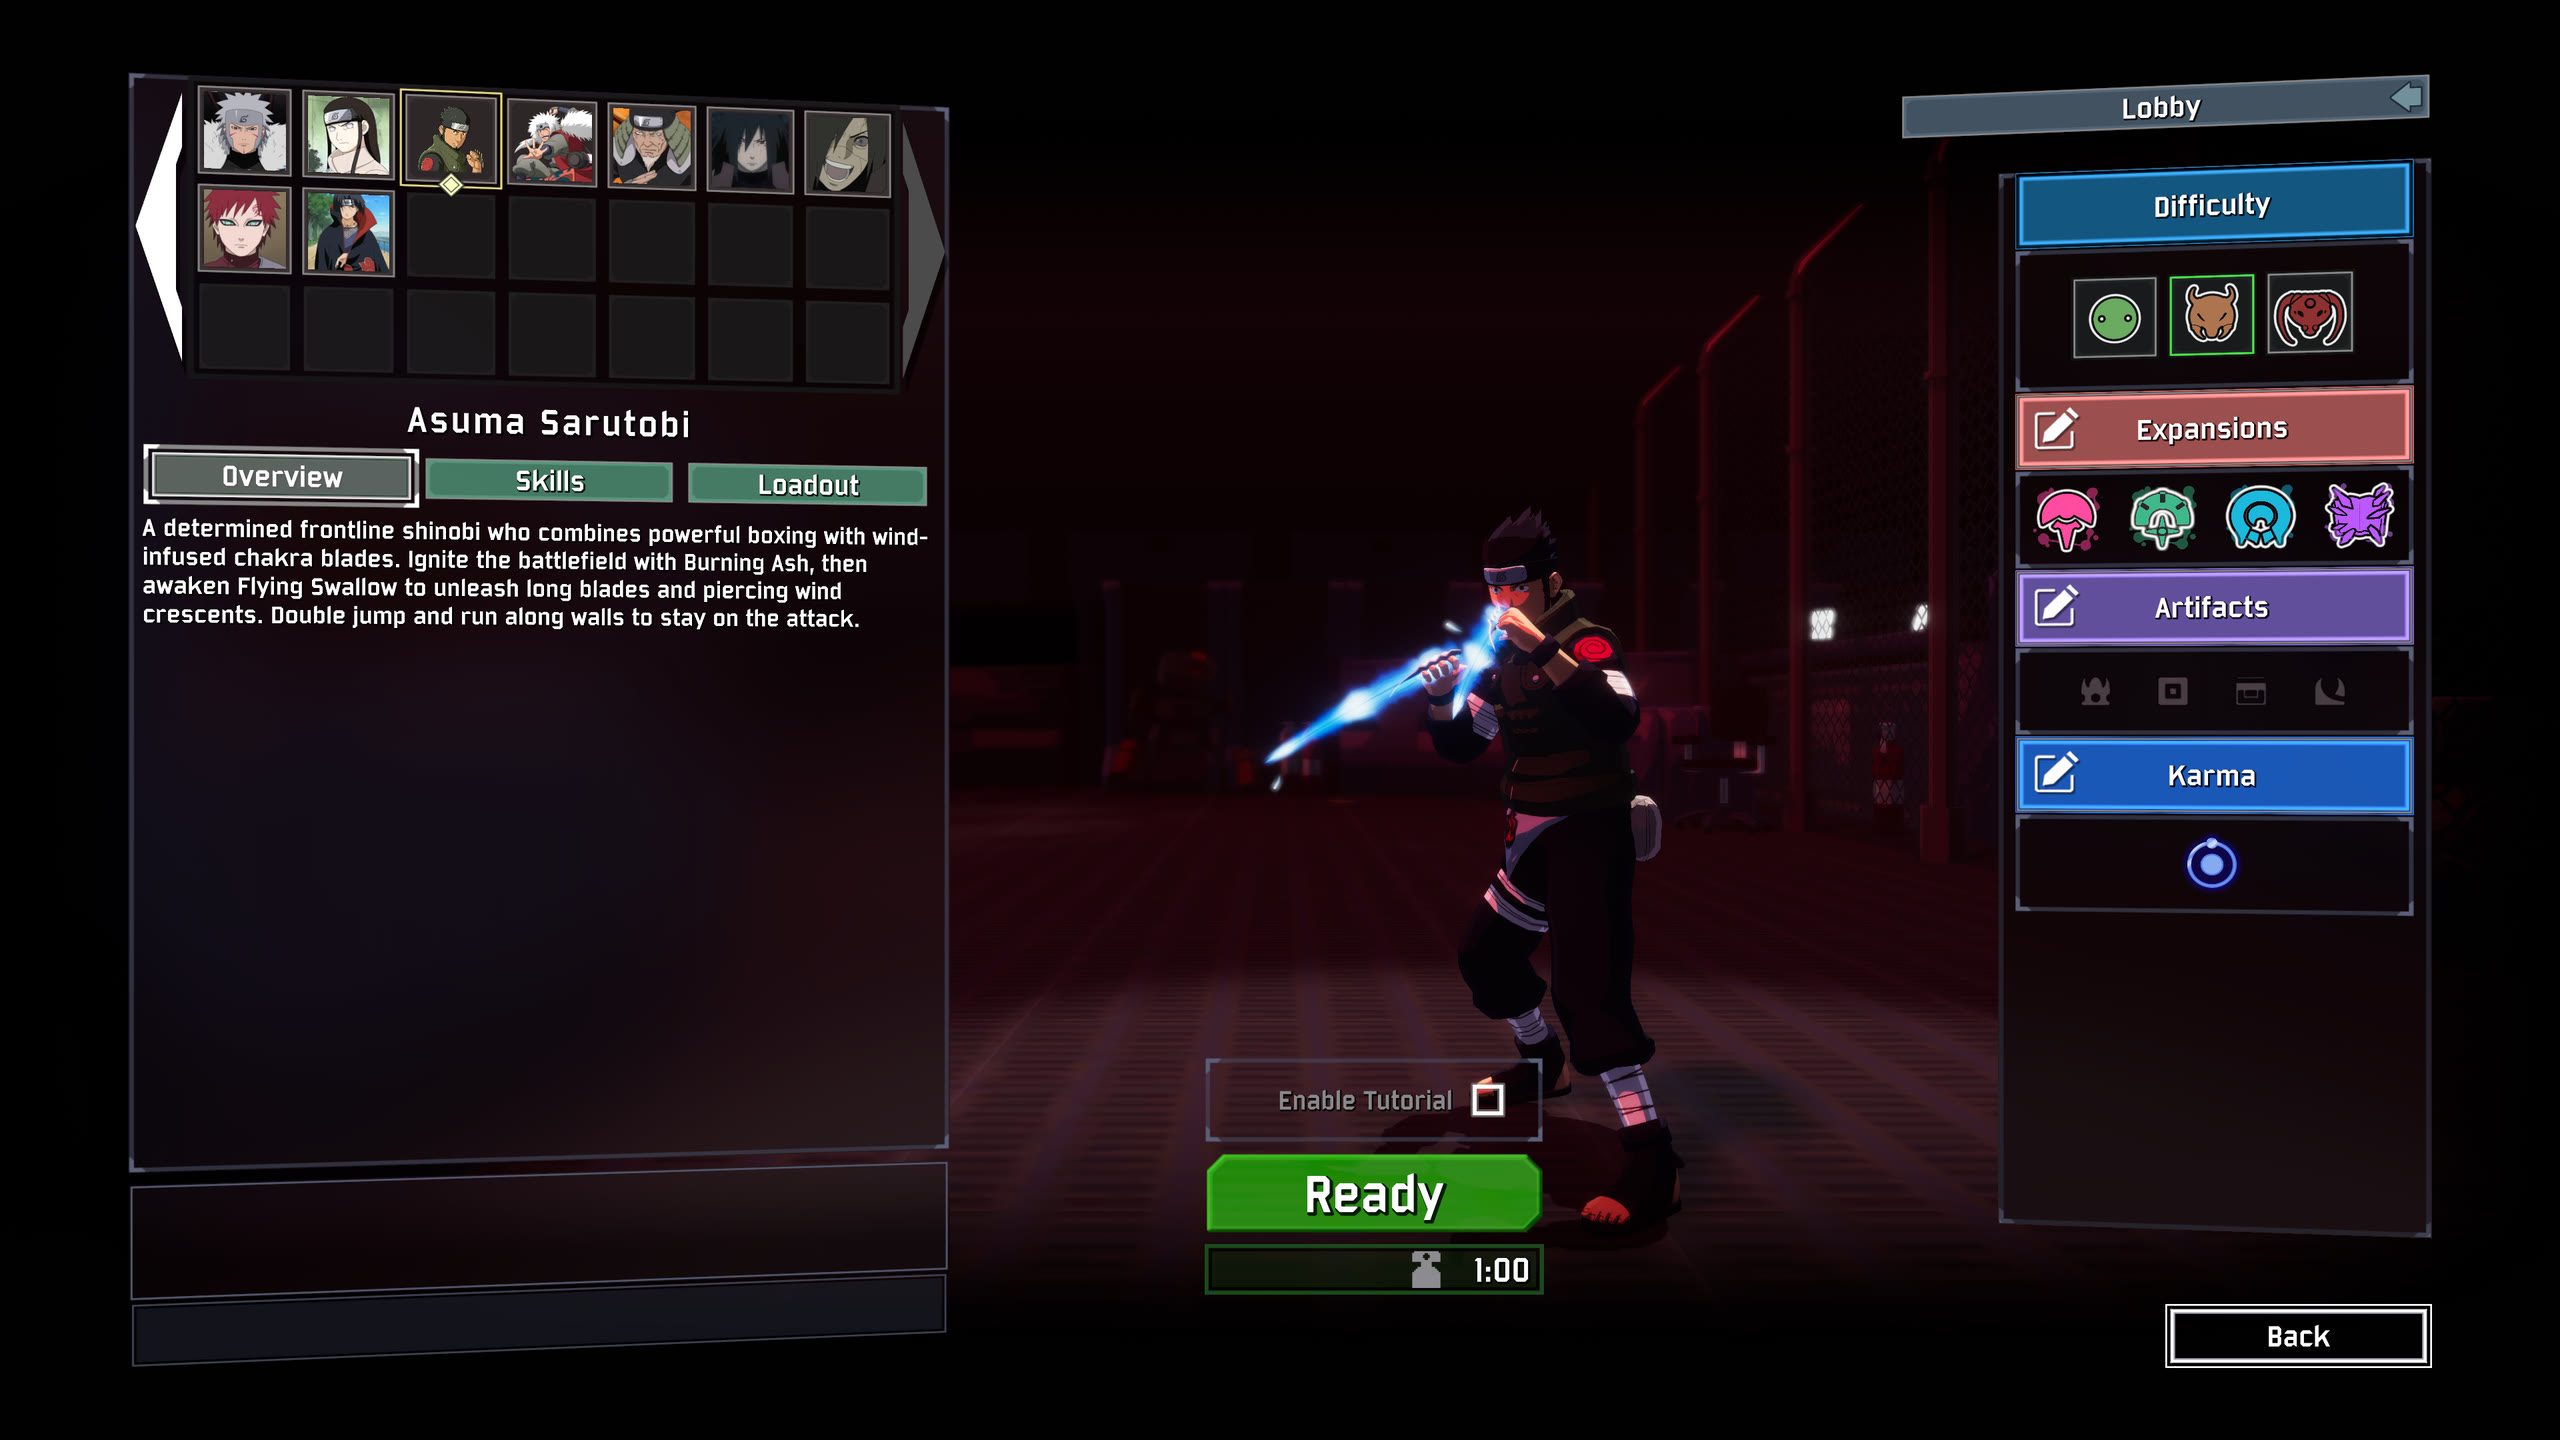 Asuma Sarutobi
Overview
Skills
Loadout
A determined frontline shinobi who combines powerful boxing with wind-
infused chakra blades. Ignite the battlefield with Burning Ash, then
awaken Flying Swallow to unleash long blades and piercing wind
crescents. Double jump and run along walls to stay on the attack.
Enable Tutorial
Ready
1:00
Lobby
Difficulty
Expansions
Artifacts
Karma
Back